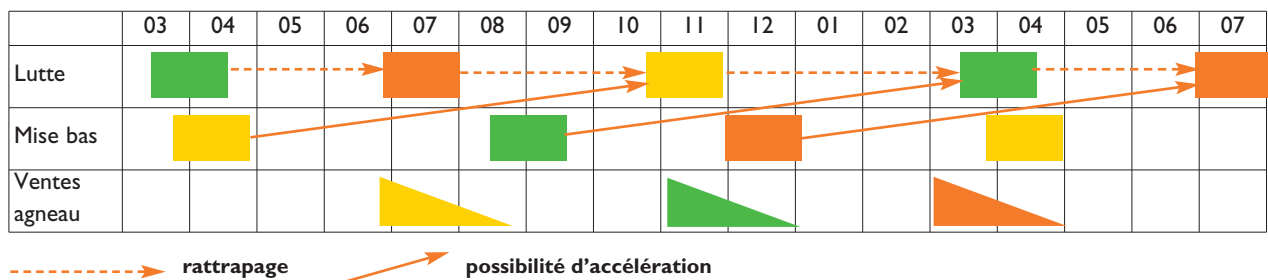 03 04 05 06 07 08 09 10 11 12 01 02 03 04 05 06 07
Lutte
Mise bas
Ventes
agneau
rattrapage possibilité d'accélération